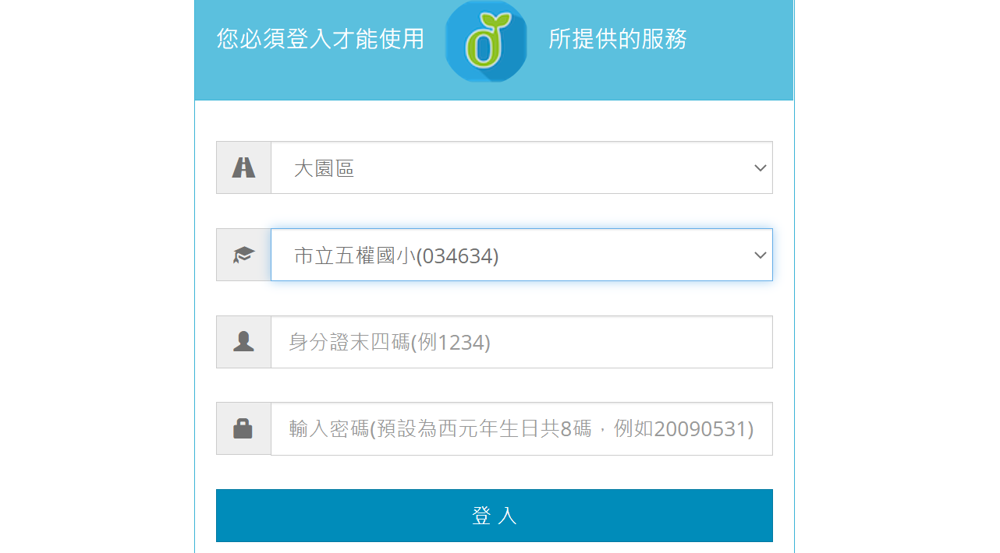 您必須登入才能使用 所提供的服務
大園區
市立五權國小(034634)
身分證末四碼(例1234)
輸入密碼(預設為西元年生日共8碼，例如20090531)
登入